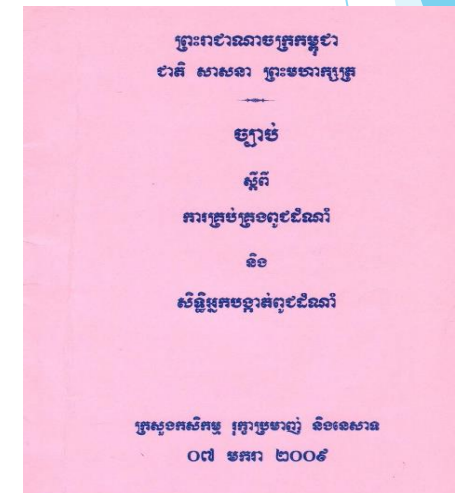 ព្រះរាជាណាចក្រកម្ពុជា
ជាតិ សាសនា ព្រះមហាក្សត្រ
ច្បាប់
ស្តីពី
ការគ្រប់គ្រងពូជដំណាំ
និង
សិទ្ធិអ្នកបង្កាត់ពូជដំណាំ
ក្រសួងកសិកម្ម រុក្ខាប្រមាញ់ និងនេសាទ
០៧ មករា ២០០៩